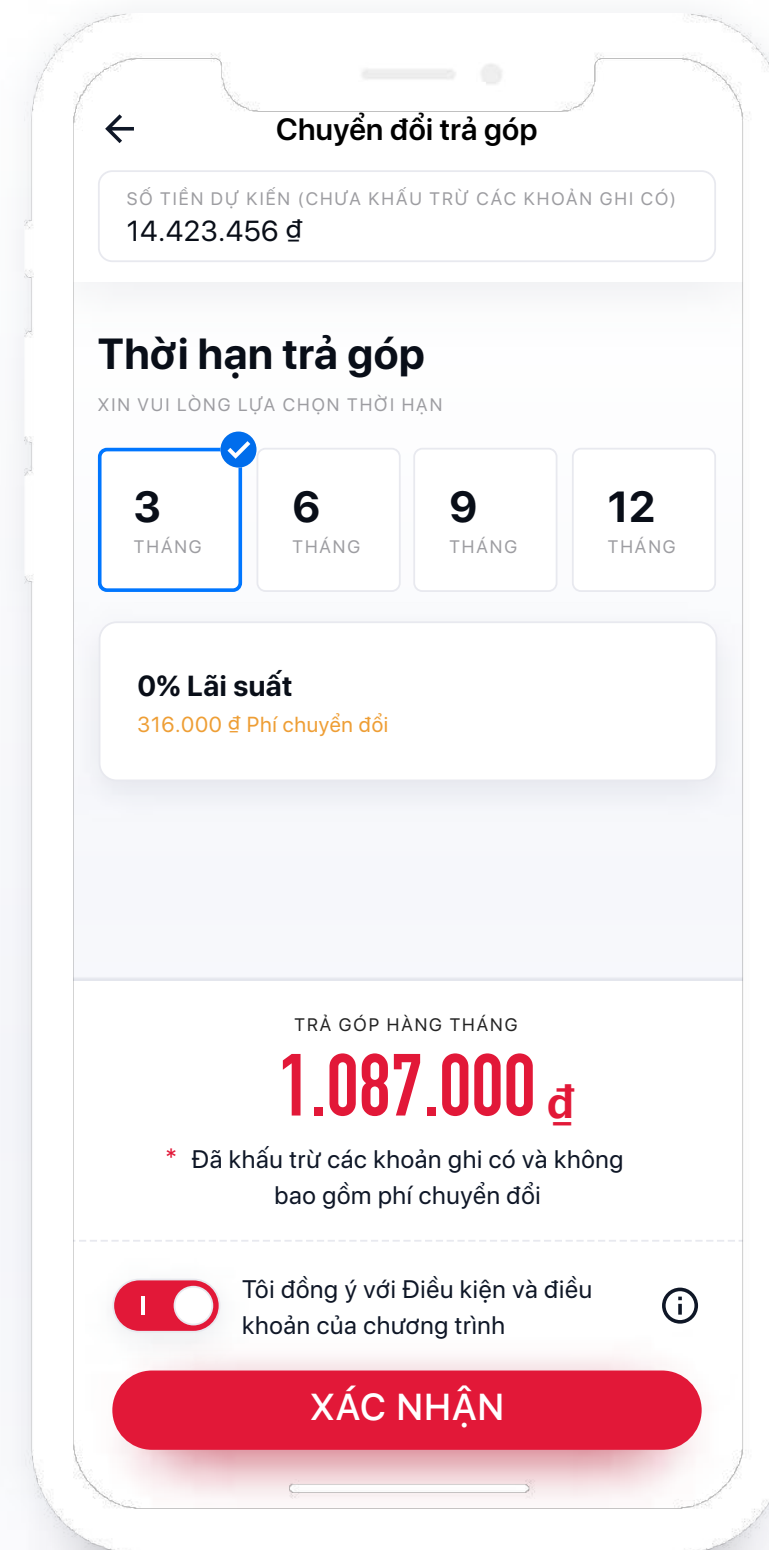 Chuyển đổi trả góp
SỐ TIỀN DỰ KIẾN (CHƯA KHẤU TRỪ CÁC KHOẢN GHI CÓ)
14.423.456 ₫
Thời hạn trả góp
XIN VUI LÒNG LỰA CHỌN THỜI HẠN
3 6 9 12
THÁNG THÁNG THÁNG THÁNG
0% Lãi suất
316.000 ₫ Phí chuyển đổi
TRẢ GÓP HÀNG THÁNG
1.087.000 ₫
* Đã khấu trừ các khoản ghi có và không
bao gồm phí chuyển đổi
Tôi đồng ý với Điều kiện và điều
khoản của chương trình
XÁC NHẬN